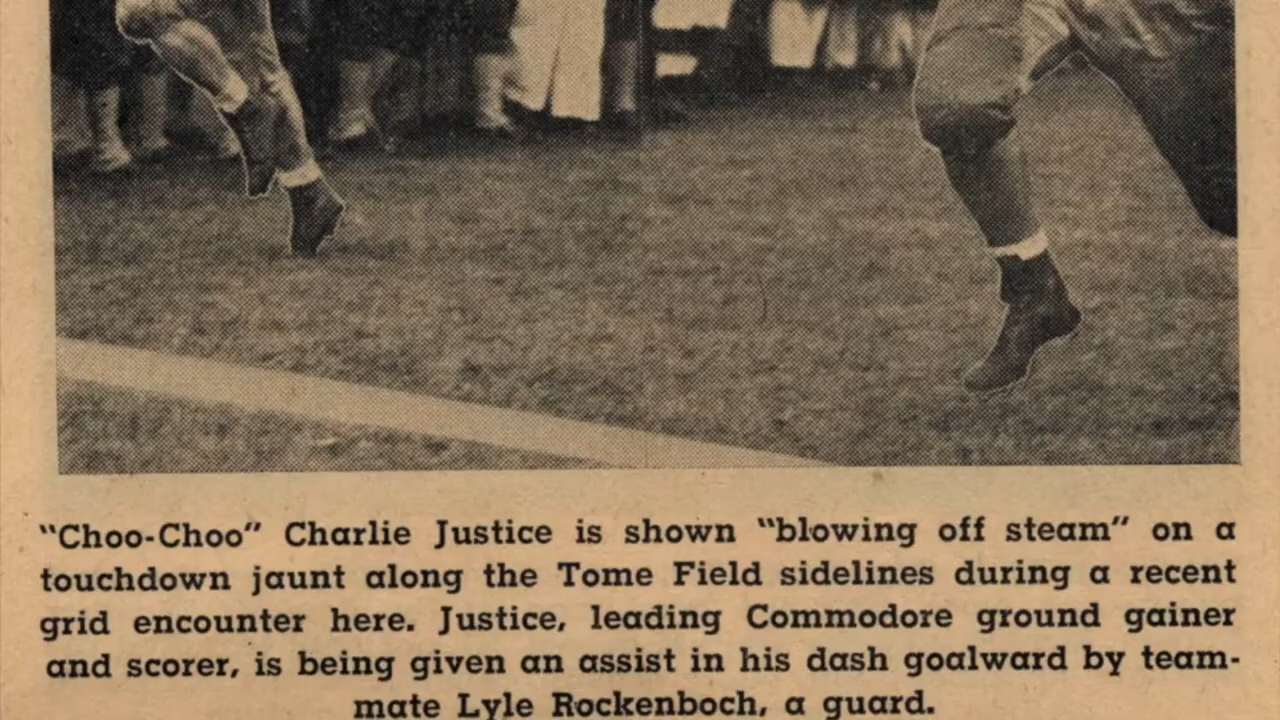 "Choo-Choo" Charlie Justice is shown "blowing off steam" on a
touchdown jaunt along the Tome Field sidelines during a recent
grid encounter here. Justice, leading Commodore ground gainer
and scorer, is being given an assist in his dash goalward by team-
mate Lyle Rockenboch, a guard.